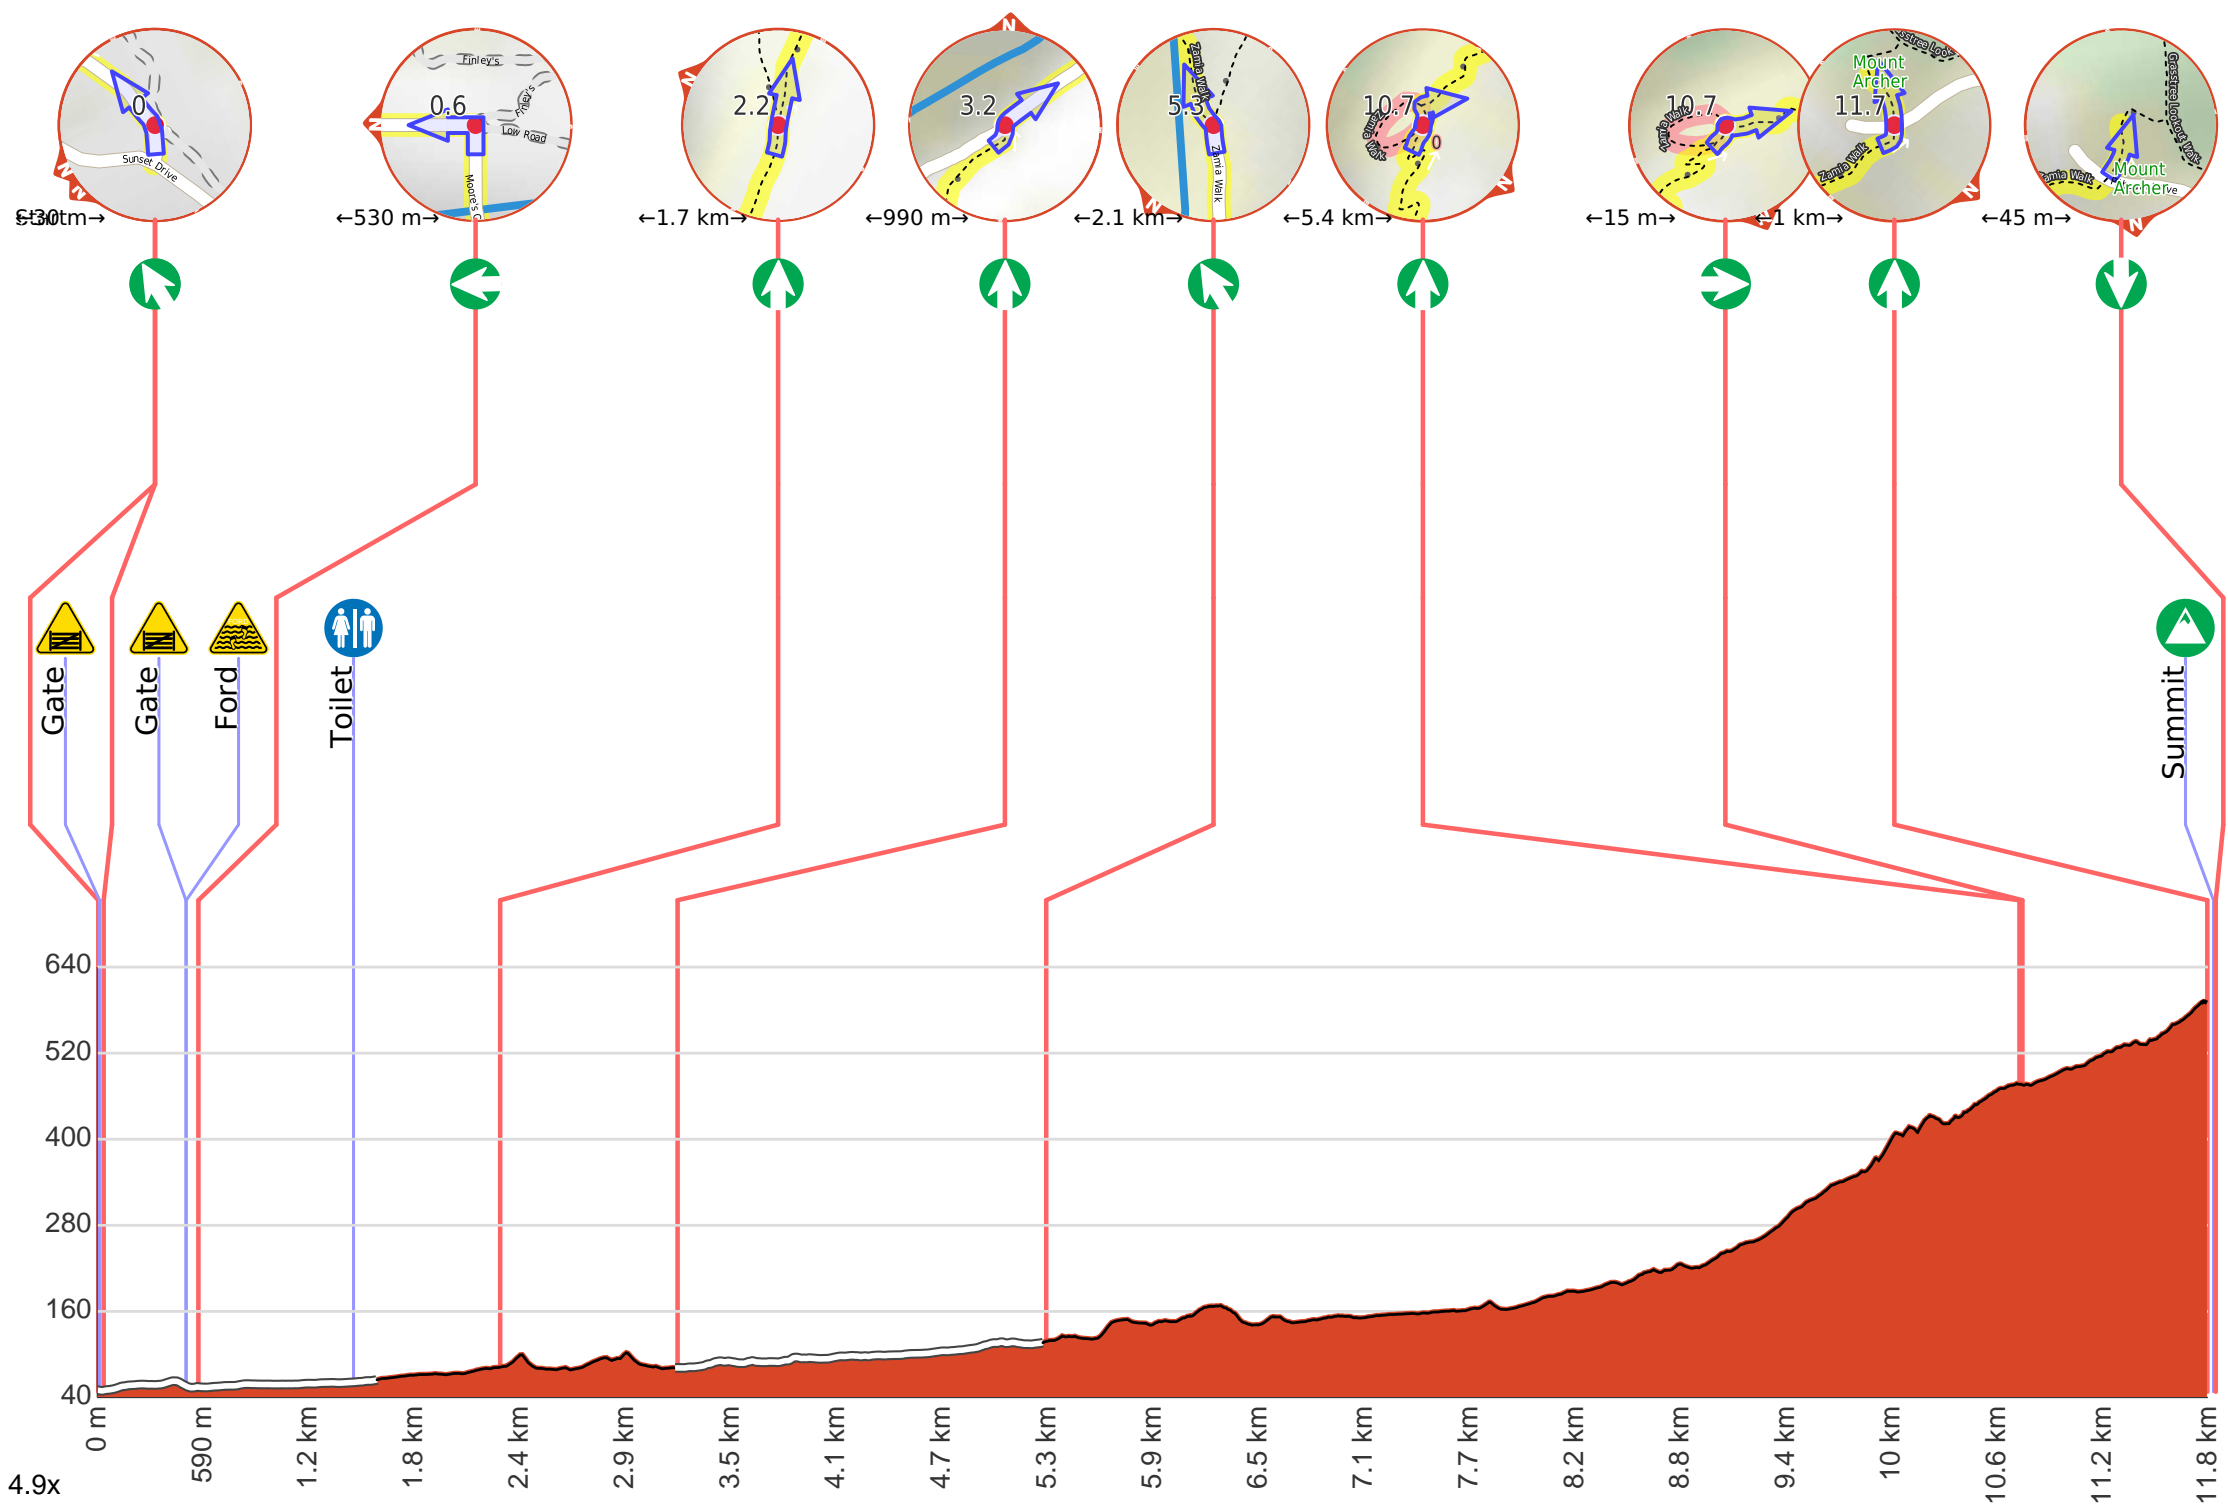 Finley's
Finley's
Mount
Archer
0
0.6
2.2
3.2
5.3
10.7
10.7
11.7
Zamia Walk
Zamia Walk
Zamia Walk
0
Sunset Drive
Low Road
Zamia Walk
Grasstree Lookout Walk
Mount
Archer
←530 m→
←1.7 km→
←990 m→
←2.1 km→
←5.4 km→
←15 m→
←1 km→
←45 m→
N
N
N
N
N
N
N
N
N
Gate
Gate
Ford
Toilet
Summit
640
520
400
280
160
40
0 m
590 m
1.2 km
1.8 km
2.4 km
2.9 km
3.5 km
4.1 km
4.7 km
5.3 km
5.9 km
6.5 km
7.1 km
7.7 km
8.2 km
8.8 km
9.4 km
10 km
10.6 km
11.2 km
11.8 km
4.9x